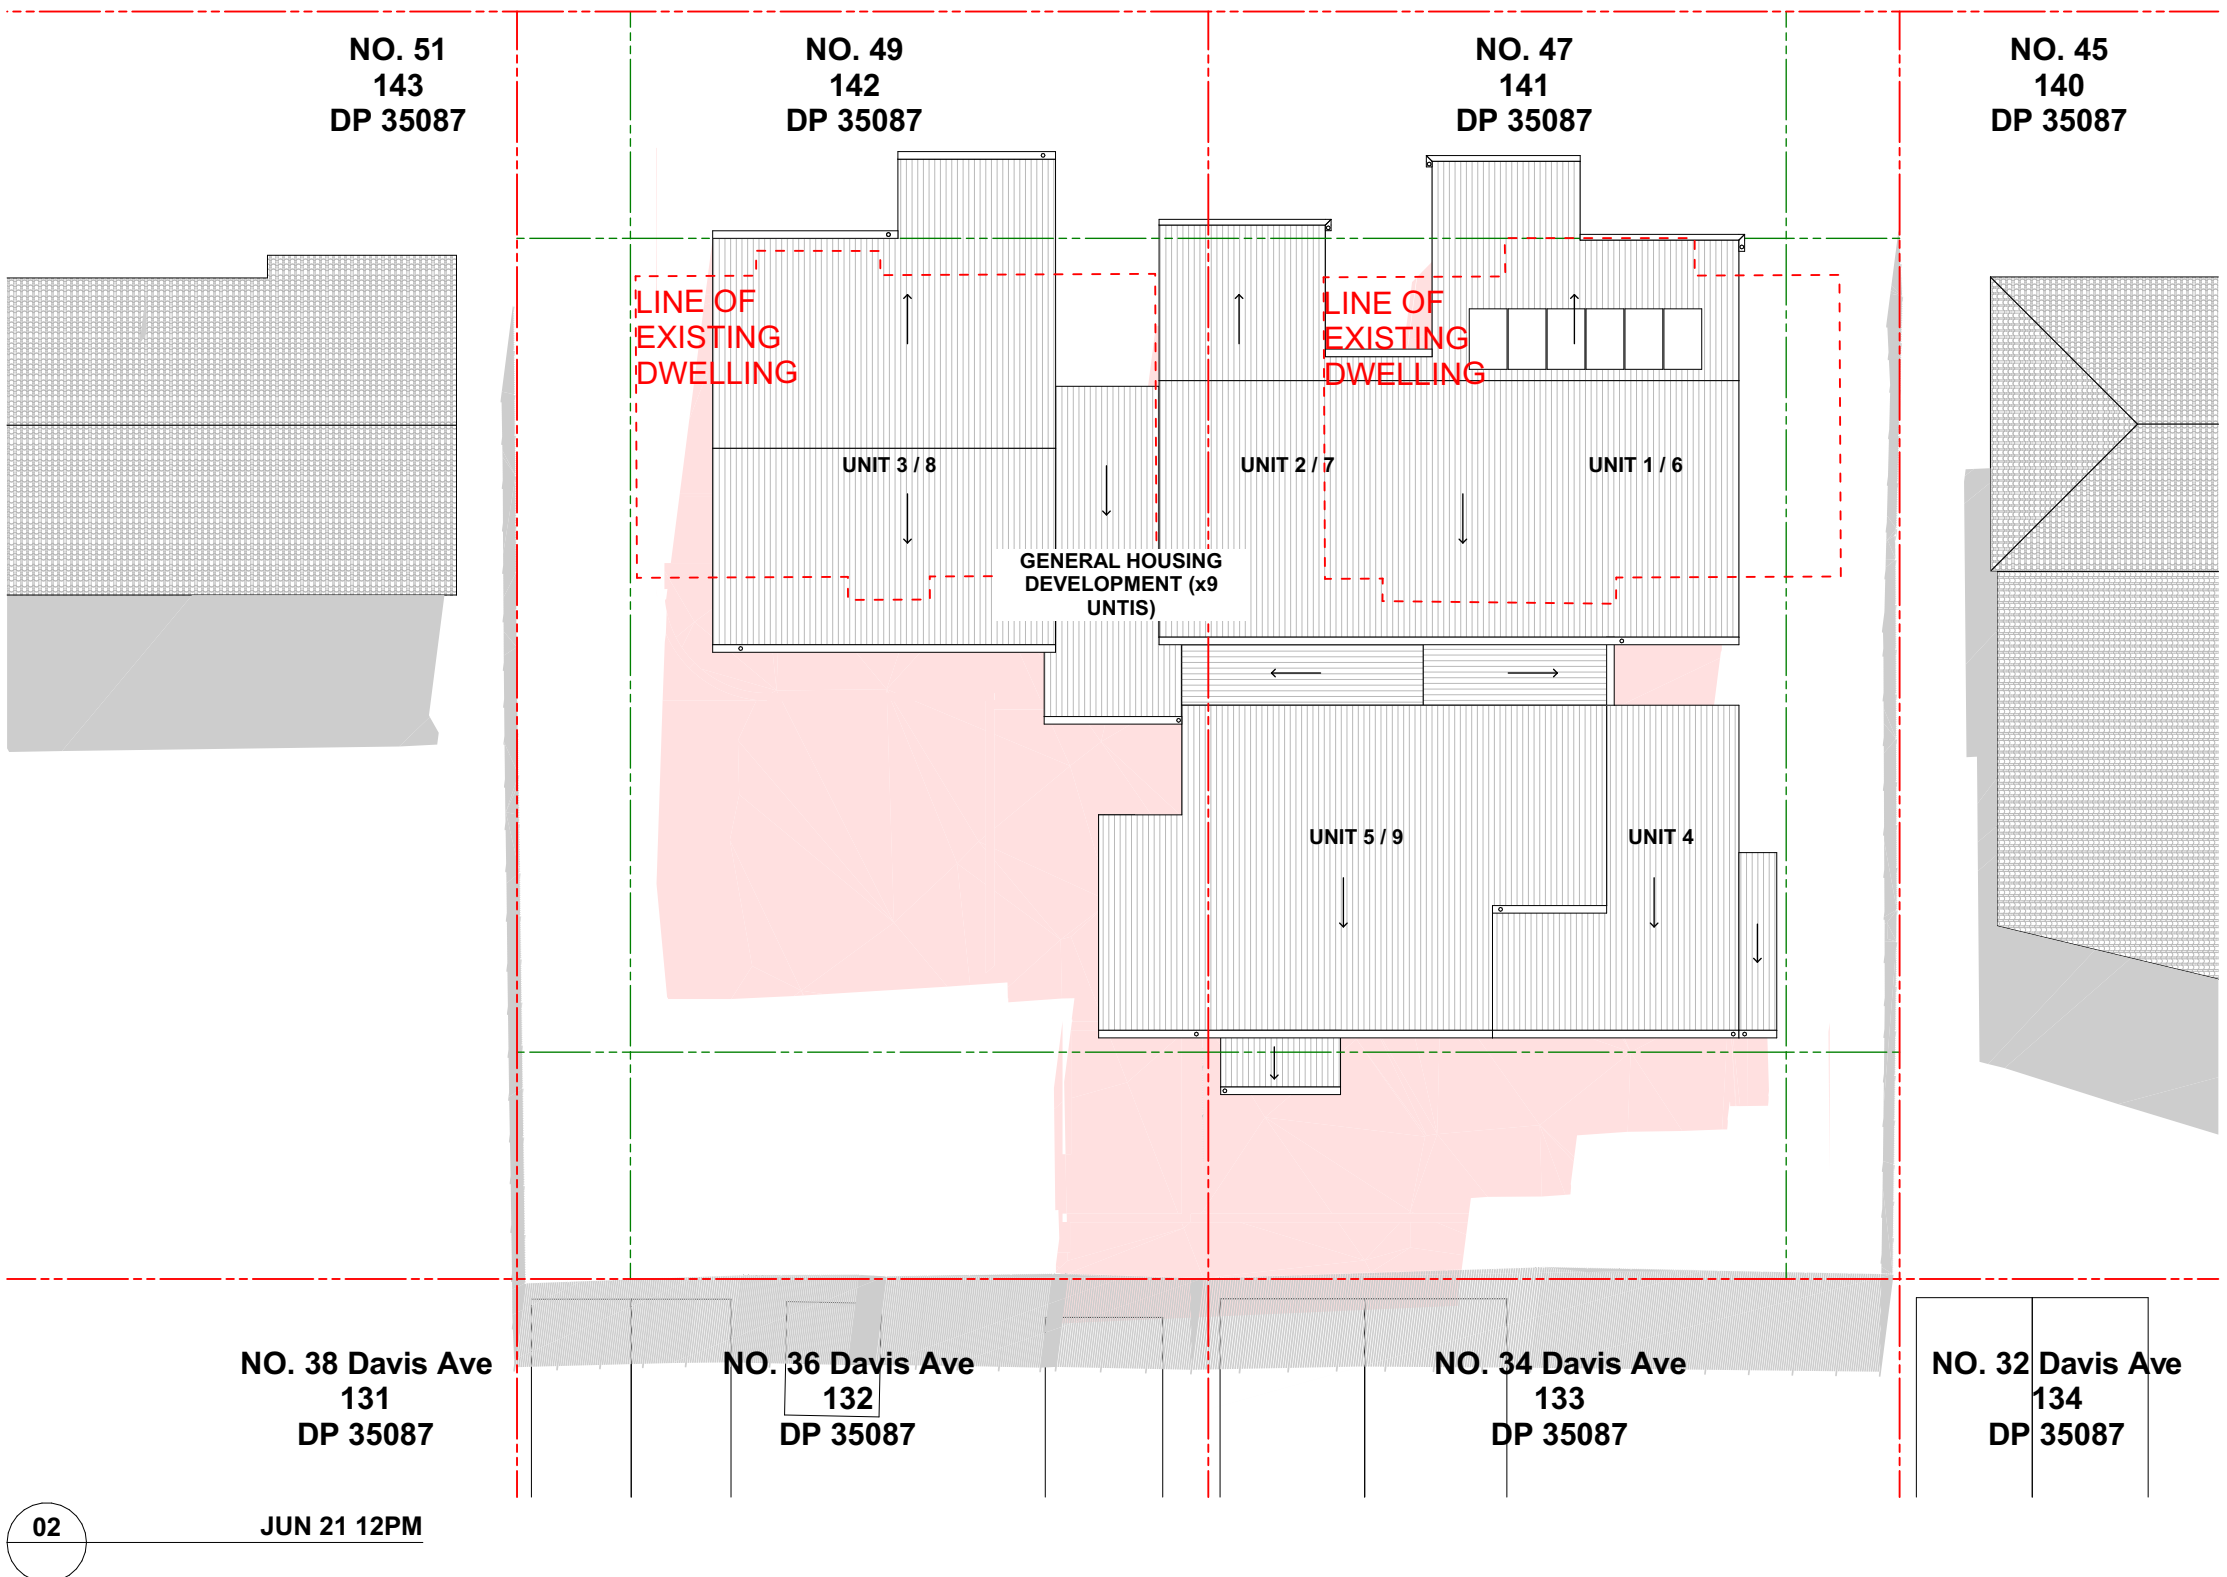 NO. 51
143
DP 35087
NO. 49
142
DP 35087
NO. 47
141
DP 35087
NO. 45
140
DP 35087
LINE OF
EXISTING
DWELLING
LINE OF
EXISTING
DWELLING
UNIT 3 / 8
UNIT 2 / 7
UNIT 1 / 6
GENERAL HOUSING
DEVELOPMENT (x9
UNTIS)
UNIT 5 / 9
UNIT 4
NO. 38 Davis Ave
131
DP 35087
NO. 36 Davis Ave
132
DP 35087
NO. 34 Davis Ave
133
DP 35087
NO. 32 Davis Ave
134
DP 35087
02
JUN 21 12PM